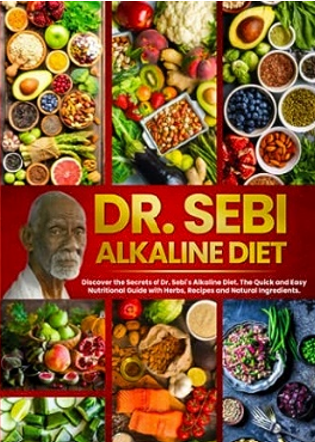 DR. SEBI
ALKALINE DIET
Discover the Secrets of Dr. Sebi's Alkaline Diet. The Quick and Easy
Nutritional Guide with Herbs, Recipes and Natural Ingredients.